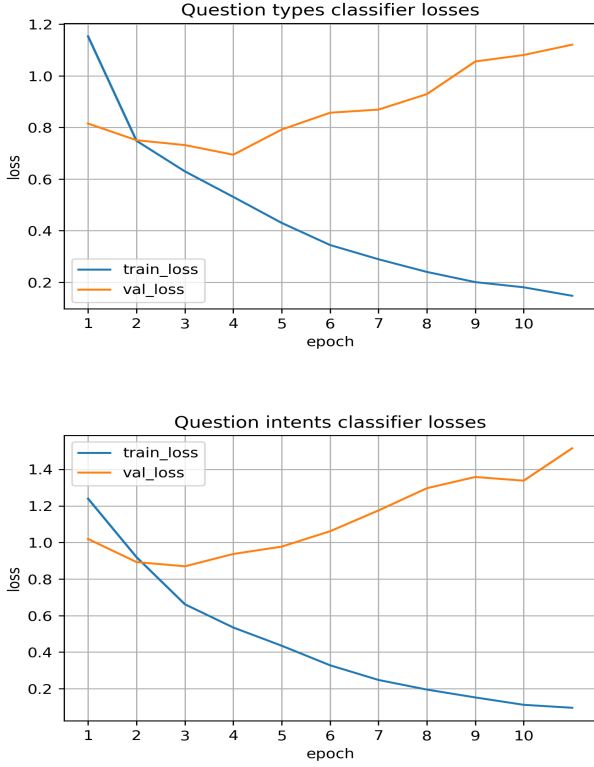 Question types classifier losses
1.2
1.0
0.8
0.6
0.4
0.2
loss
train_loss
val_loss
1 2 3 4 5 6 7 8 9 10
epoch
Question intents classifier losses
train_loss
val_loss
1.4
1.2
1.0
0.8
0.6
0.4
0.2
loss
1 2 3 4 5 6 7 8 9 10
epoch